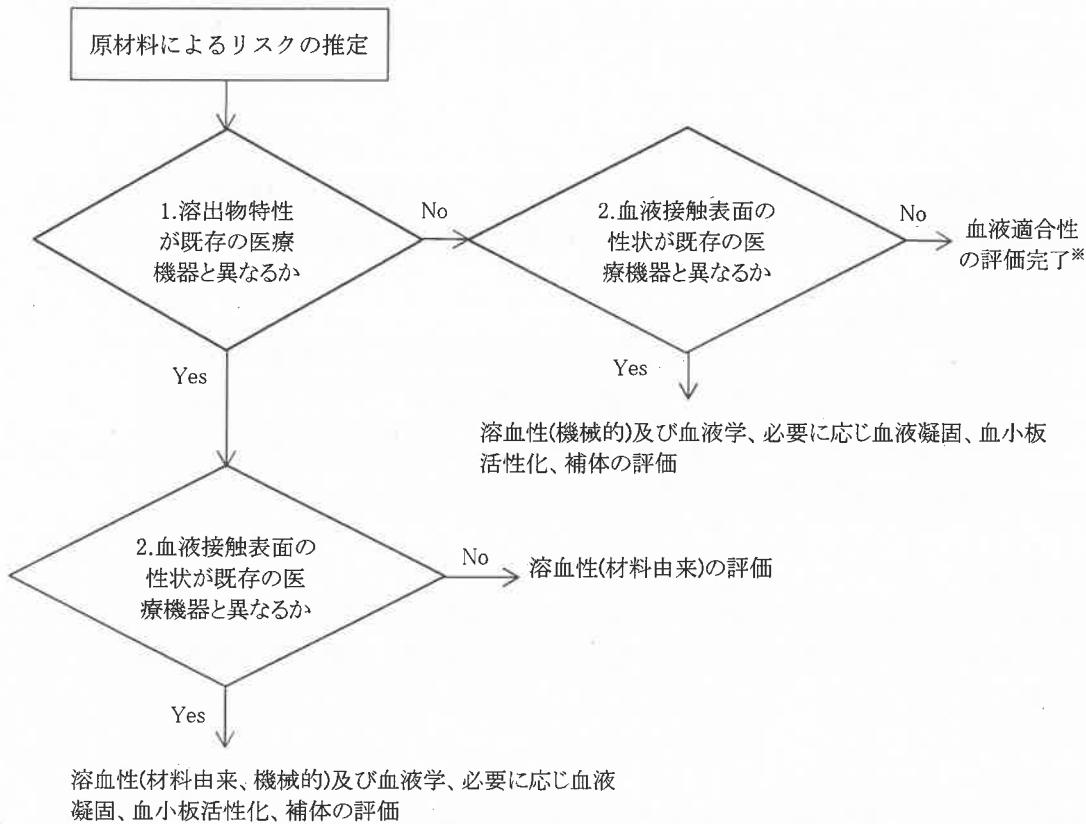 原材料によるリスクの推定
1.溶出物特性
が既存の医療
機器と異なるか
No
2.血液接触表面の
性状が既存の医
療機器と異なるか
No
血液適合性
の評価完了※
Yes
Yes
溶血性(機械的)及び血液学、必要に応じ血液凝固、血小板
活性化、補体の評価
2.血液接触表面の
性状が既存の医
療機器と異なるか
No
溶血性(材料由来)の評価
Yes
溶血性(材料由来、機械的)及び血液学、必要に応じ血液
凝固、血小板活性化、補体の評価